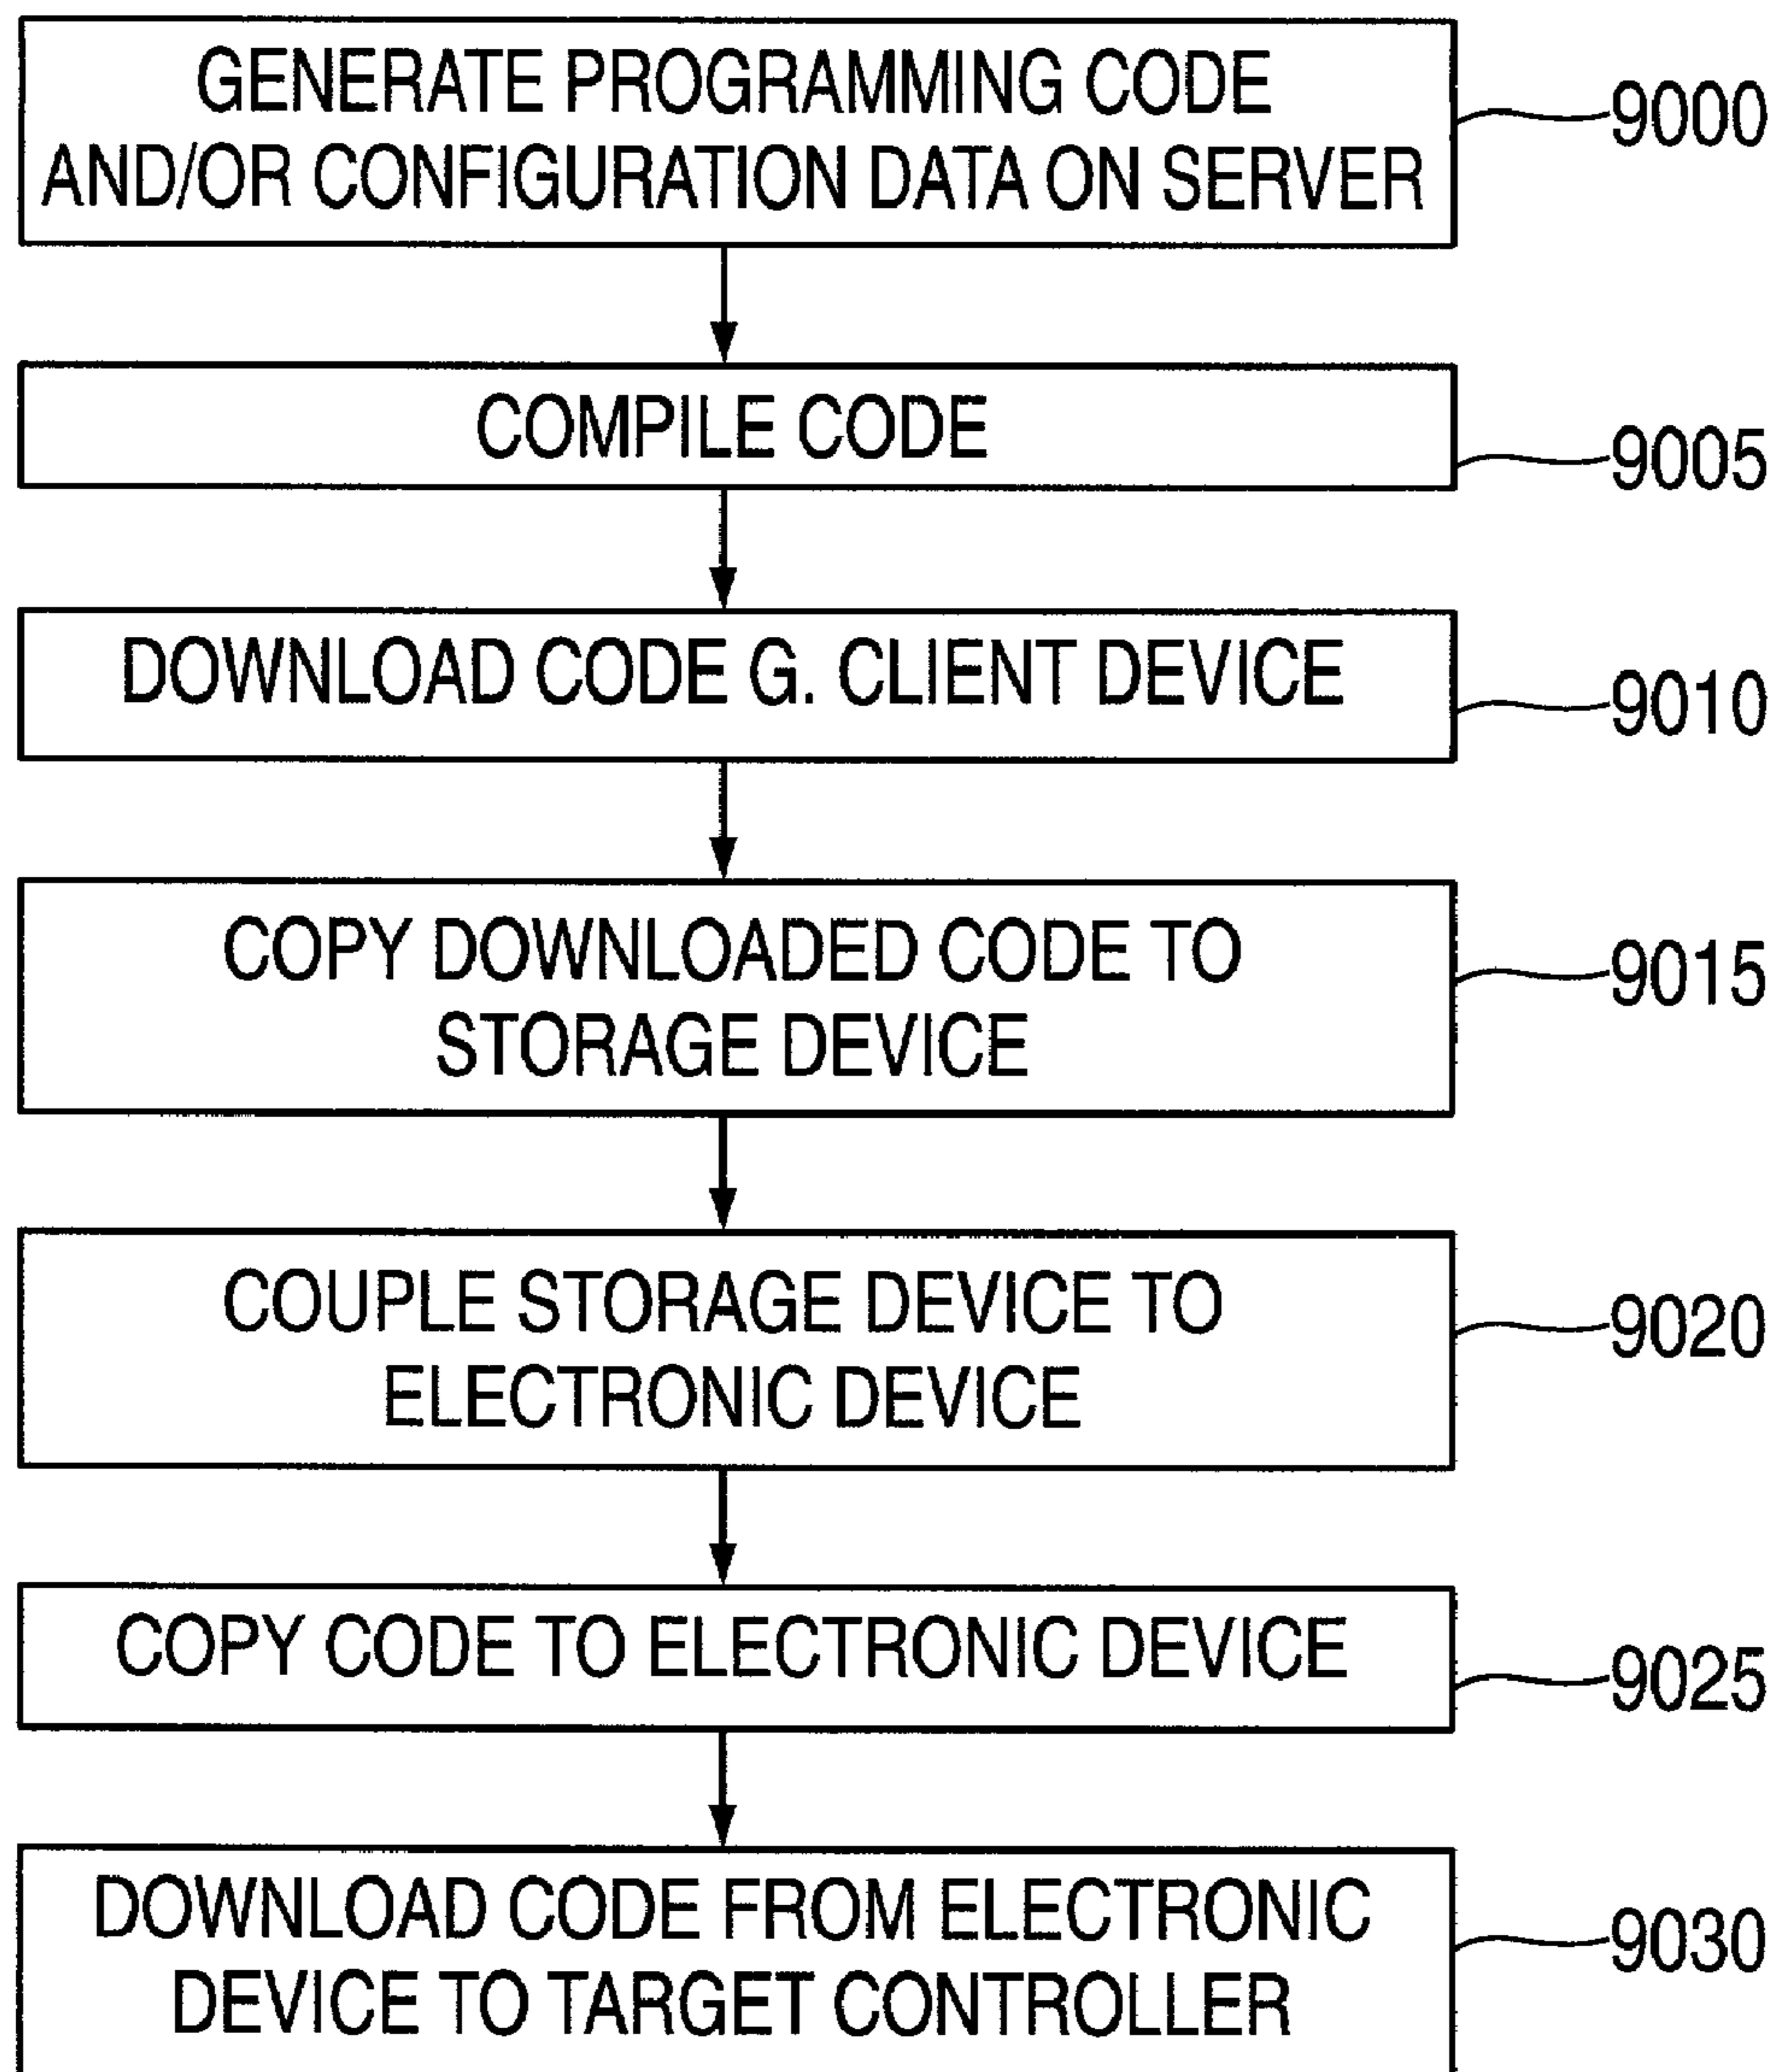 GENERATE PROGRAMMING CODE
AND/OR CONFIGURATION DATA ON SERVER
9000
COMPILE CODE
9005
DOWNLOAD CODE G. CLIENT DEVICE
9010
COPY DOWNLOADED CODE TO
STORAGE DEVICE
9015
COUPLE STORAGE DEVICE TO
ELECTRONIC DEVICE
9020
COPY CODE TO ELECTRONIC DEVICE
9025
DOWNLOAD CODE FROM ELECTRONIC
DEVICE TO TARGET CONTROLLER
9030